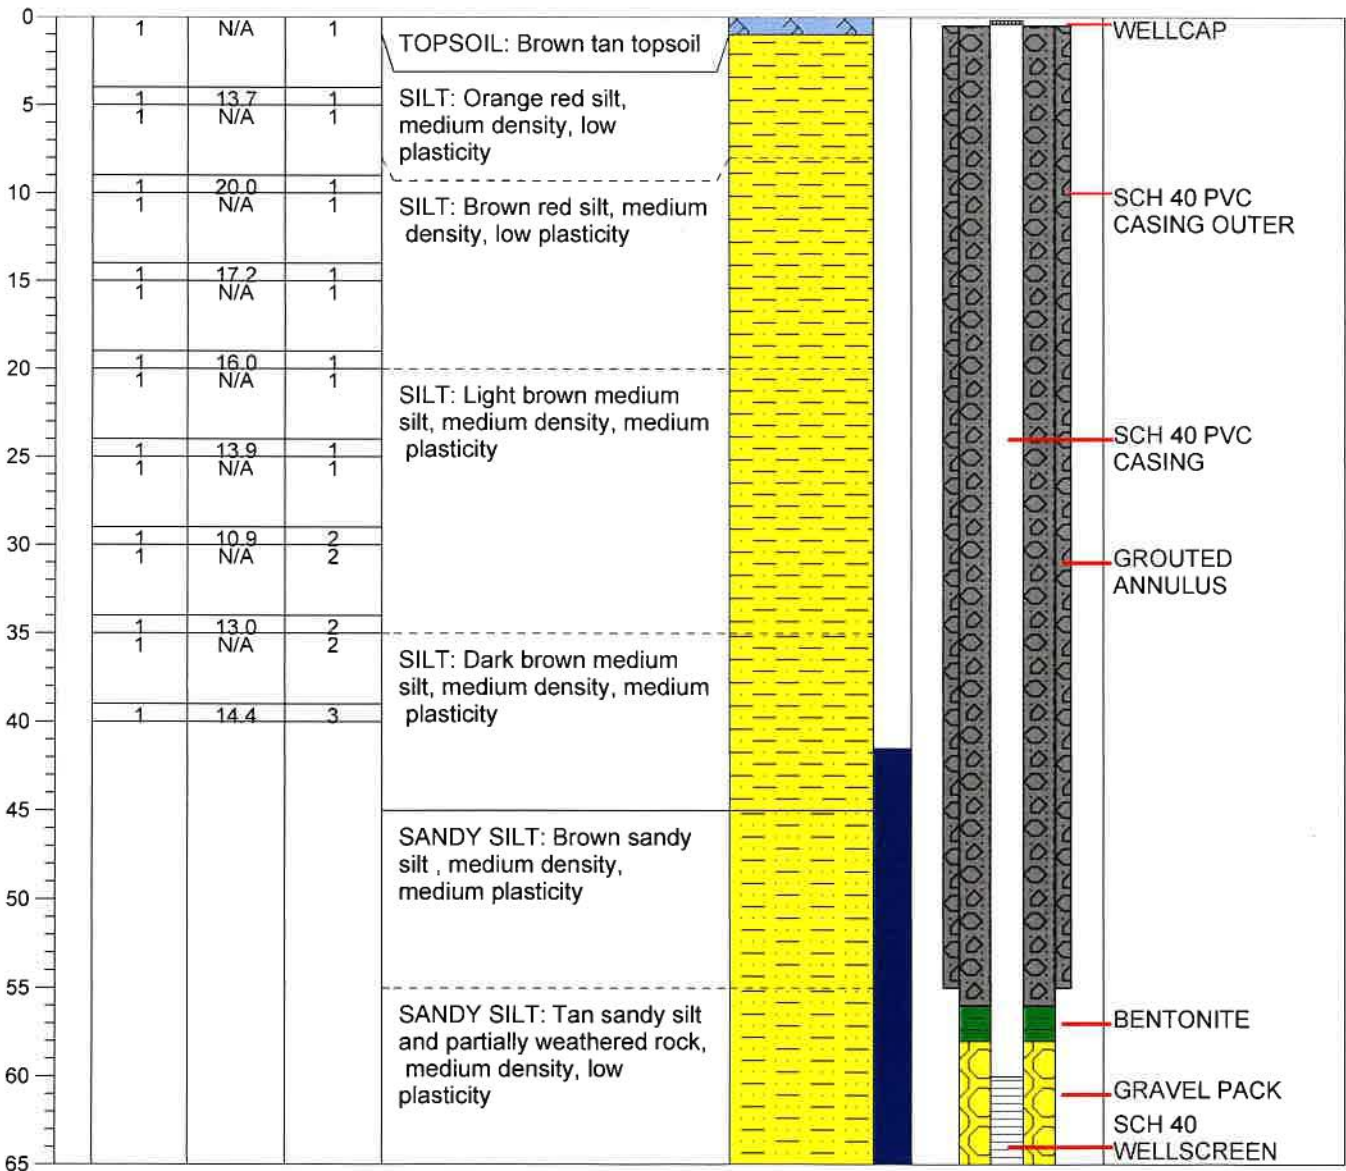 0
1 N/A 1
TOPSOIL: Brown tan topsoil
WELLCAP
5
1 13.7 1
1 N/A 1
SILT: Orange red silt,
medium density, low
plasticity
10
1 20.0 1
1 N/A 1
SILT: Brown red silt, medium
density, low plasticity
SCH 40 PVC
CASING OUTER
15
1 17.2 1
1 N/A 1
20
1 16.0 1
1 N/A 1
SILT: Light brown medium
silt, medium density, medium
plasticity
SCH 40 PVC
CASING
25
1 13.9 1
1 N/A 1
30
1 10.9 2
1 N/A 2
GROUTED
ANNULUS
35
1 13.0 2
1 N/A 2
SILT: Dark brown medium
silt, medium density, medium
plasticity
40
1 14.4 3
45
SANDY SILT: Brown sandy
silt , medium density,
medium plasticity
50
55
SANDY SILT: Tan sandy silt
and partially weathered rock,
medium density, low
plasticity
BENTONITE
60
GRAVEL PACK
SCH 40
WELLSCREEN
65